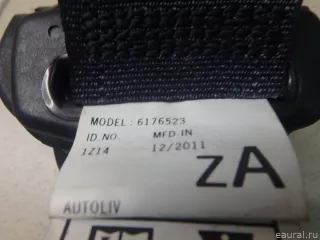 MODEL: 6176523
ID.NO. MFD.IN
1Z14 12/2011
ZA
AUTOLIV
eaural.ru